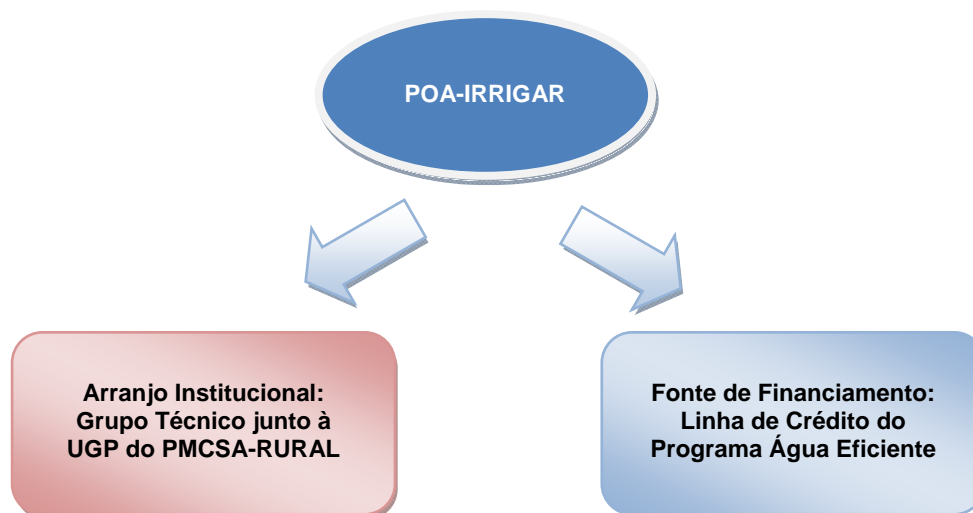 POA-IRRIGAR
Arranjo Institucional:
Grupo Técnico junto à
UGP do PMCSA-RURAL
Fonte de Financiamento:
Linha de Crédito do
Programa Água Eficiente